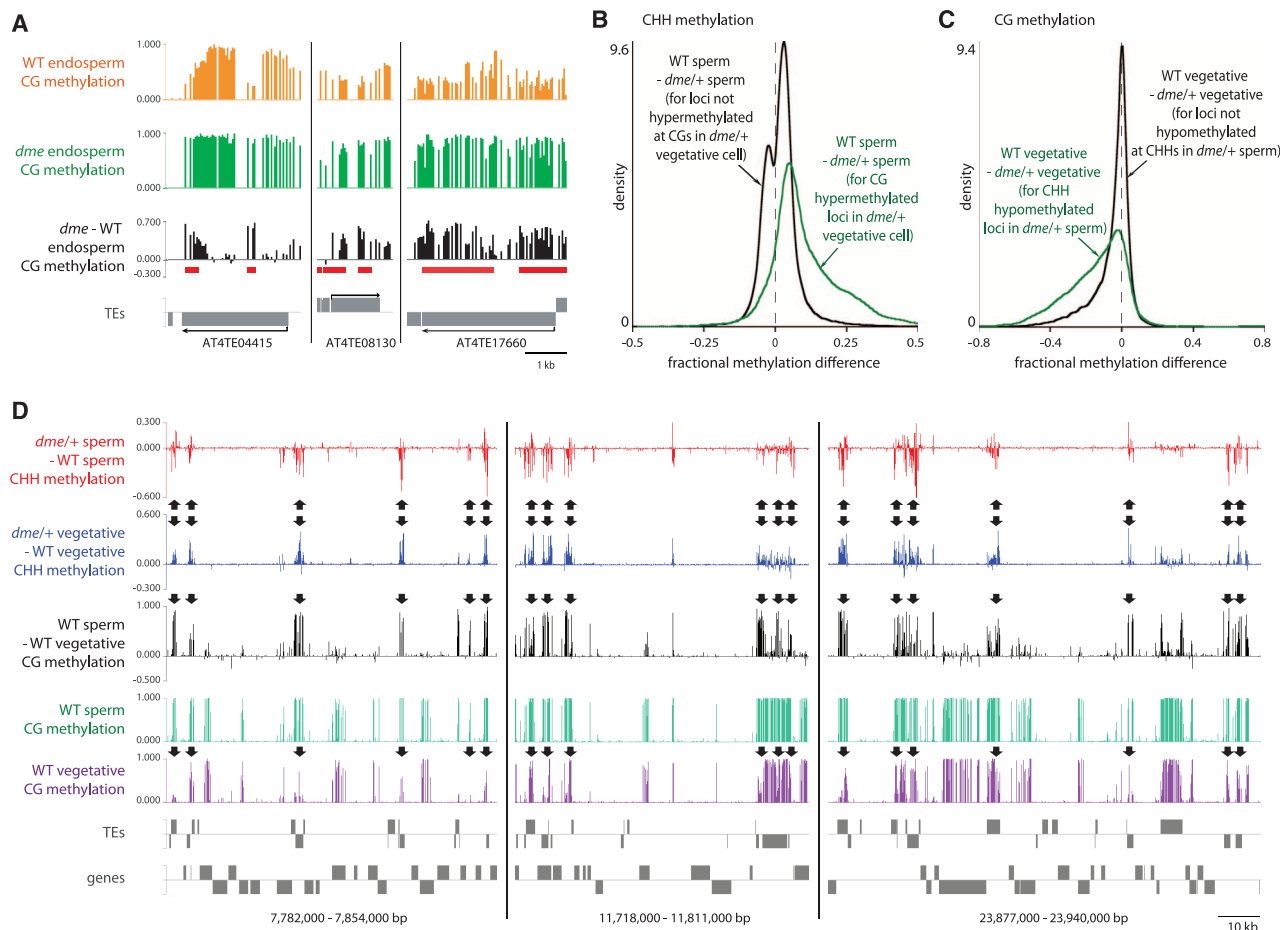 A
WT endosperm
CG methylation
1.000
0.000
dme endosperm
CG methylation
1.000
0.000
dme - WT
endosperm
CG methylation
0.700
0.000
-0.300
TEs
AT4TE04415
AT4TE08130
AT4TE17660
1 kb
B
CHH methylation
9.6
0
density
WT sperm
- dme/+ sperm
(for loci not
hypermethylated
at CGs in dme/+
vegetative cell)
WT sperm
- dme/+ sperm
(for CG
hypermethylated
loci in dme/+
vegetative cell)
-0.5
-0.25
0
0.25
0.5
fractional methylation difference
C
CG methylation
9.4
0
density
WT vegetative
- dme/+ vegetative
(for loci not
hypomethylated
at CHHs in dme/+ sperm)
WT vegetative
- dme/+ vegetative
(for CHH
hypomethylated
loci in dme/+ sperm)
-0.8
-0.4
0
0.4
0.8
fractional methylation difference
D
dme/+ sperm
- WT sperm
CHH methylation
0.300
0.000
-0.600
dme/+ vegetative
- WT vegetative
CHH methylation
0.600
0.000
-0.300
WT sperm
- WT vegetative
CG methylation
1.000
0.000
-0.500
WT sperm
CG methylation
1.000
0.000
WT vegetative
CG methylation
1.000
0.000
TEs
genes
7,782,000 - 7,854,000 bp
11,718,000 - 11,811,000 bp
23,877,000 - 23,940,000 bp
10 kb